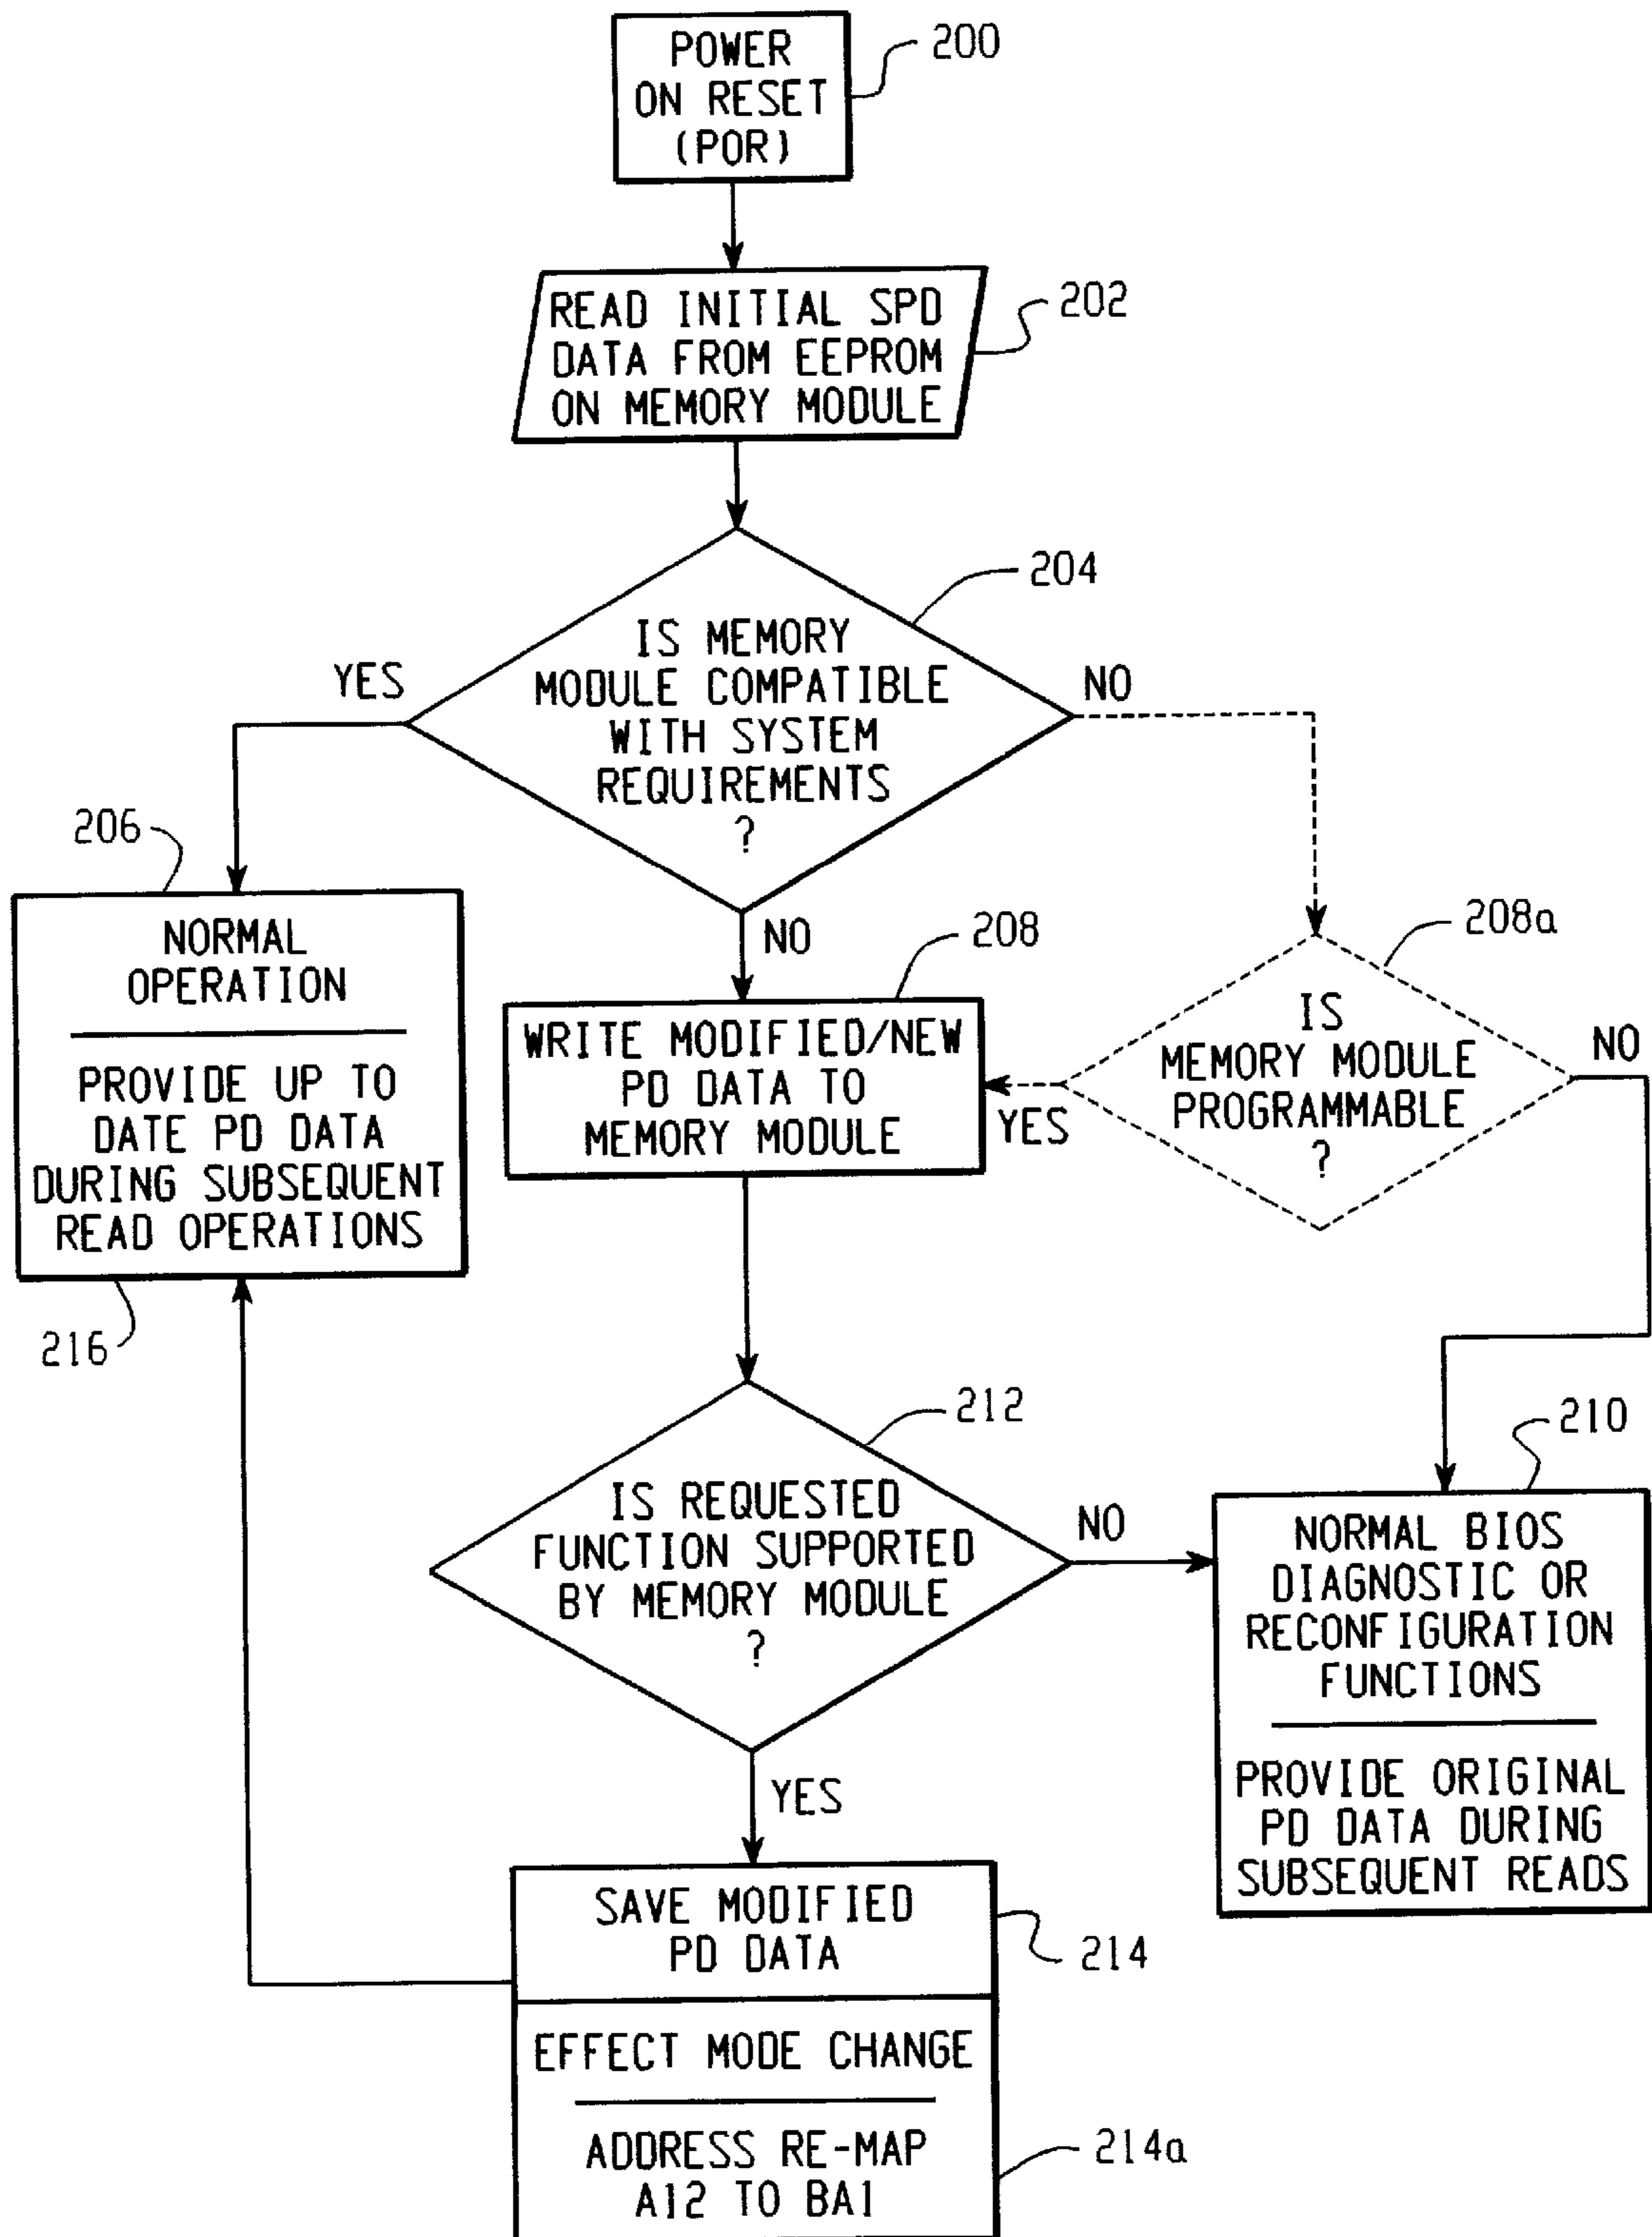 POWER
ON RESET
(POR)
200
READ INITIAL SPD
DATA FROM EEPROM
ON MEMORY MODULE
202
204
IS MEMORY
MODULE COMPATIBLE
WITH SYSTEM
REQUIREMENTS
?
YES
NO
206
NORMAL
OPERATION
PROVIDE UP TO
DATE PD DATA
DURING SUBSEQUENT
READ OPERATIONS
216
NO
208
WRITE MODIFIED/NEW
PD DATA TO
MEMORY MODULE
208a
IS
MEMORY MODULE
PROGRAMMABLE
?
YES
NO
212
IS REQUESTED
FUNCTION SUPPORTED
BY MEMORY MODULE
?
NO
210
NORMAL BIOS
DIAGNOSTIC OR
RECONFIGURATION
FUNCTIONS
PROVIDE ORIGINAL
PD DATA DURING
SUBSEQUENT READS
YES
SAVE MODIFIED
PD DATA
214
EFFECT MODE CHANGE
ADDRESS RE-MAP
A12 TO BA1
214a